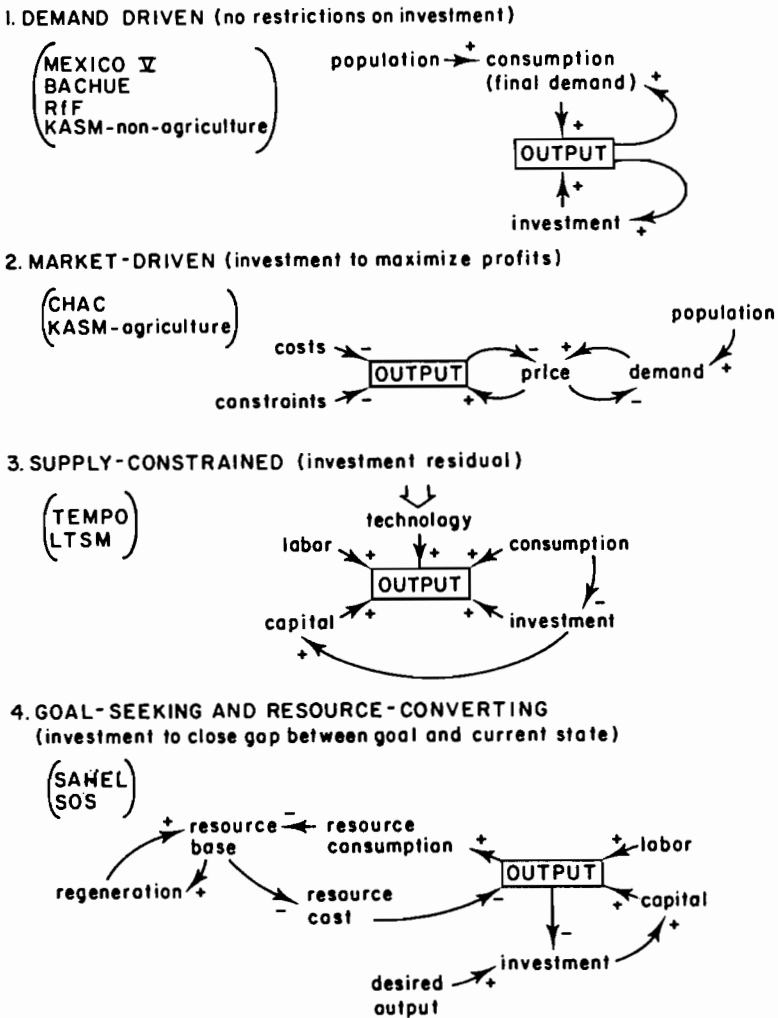 1. DEMAND DRIVEN (no restrictions on investment)
MEXICO V
BACHUE
RfF
KASM-non-agriculture
population + consumption
(final demand) +
+
OUTPUT
+
investment +
2. MARKET-DRIVEN (investment to maximize profits)
CHAC
KASM-agriculture
population
costs - - +
OUTPUT price demand +
constraints - + -
3. SUPPLY-CONSTRAINED (investment residual)
TEMPO
LTSM
technology
labor + + + consumption
OUTPUT
capital + + investment -
+
4. GOAL-SEEKING AND RESOURCE-CONVERTING
(investment to close gap between goal and current state)
SAHEL
SOS
+ resource - resource
base consumption + + labor
OUTPUT
regeneration + - resource - + capital
cost - +
investment
desired +
output